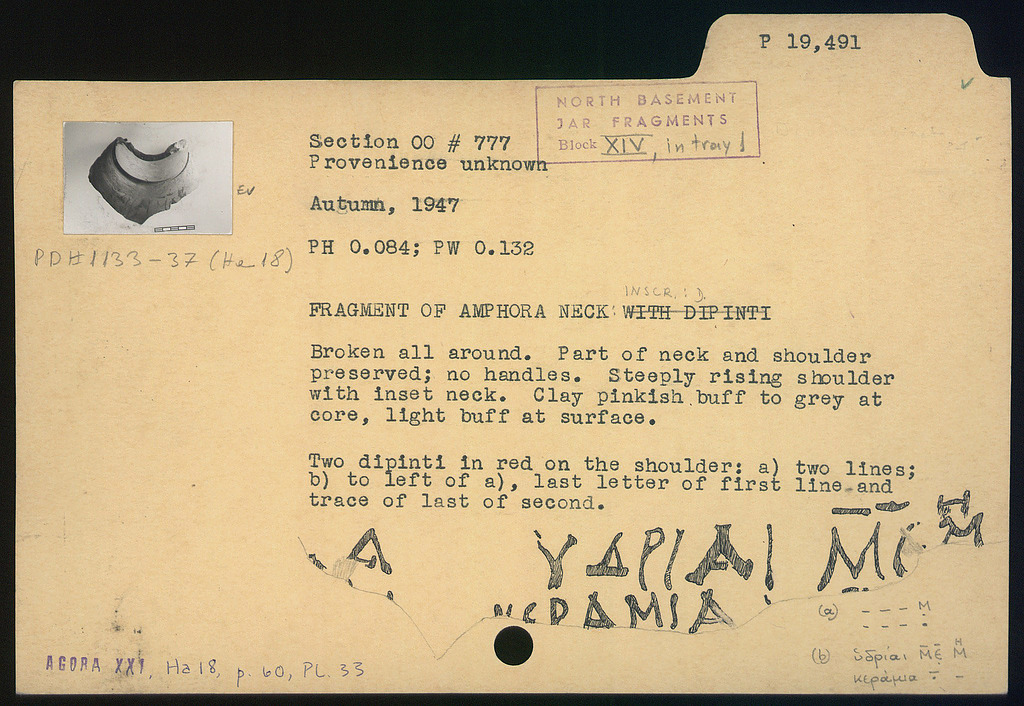 P 19,491
NORTH BASEMENT
JAR FRAGMENTS
Block XIV, in tray 1
Section OO # 777
Provenience unknown
EV
Autumn, 1947
PH 0.084; PW 0.132
PD# 1133-37 (Ha 18)
INSCR. : D.
FRAGMENT OF AMPHORA NECK: WITH DIPINTI
Broken all around. Part of neck and shoulder
preserved; no handles. Steeply rising shoulder
with inset neck. Clay pinkish buff to grey at
core, light buff at surface.
Two dipinti in red on the shoulder: a) two lines;
b) to left of a), last letter of first line and
trace of last of second.
Α ΥΔΡΙΑΙ ΜΕ Μ Η
ΚΕΡΑΜΙΑ
(a) - - - Μ
- - - .
(b) ὑδρίαι Μ̄Ε̄ Μ Η
κεράμια . -
AGORA XXI, Ha 18, p. 60, PL. 33